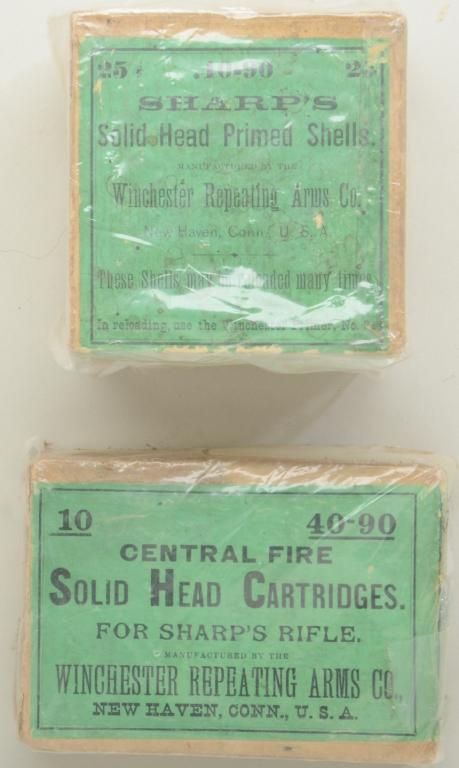 25 .40-90 25
SHARP'S
Solid Head Primed Shells.
MANUFACTURED BY THE
Winchester Repeating Arms Co.
New Haven, Conn., U. S. A.
These Shells may be reloaded many times.
In reloading, use the Winchester Primer, No.
10 40-90
CENTRAL FIRE
SOLID HEAD CARTRIDGES.
FOR SHARP'S RIFLE.
MANUFACTURED BY THE
WINCHESTER REPEATING ARMS CO.,
NEW HAVEN, CONN., U. S. A.